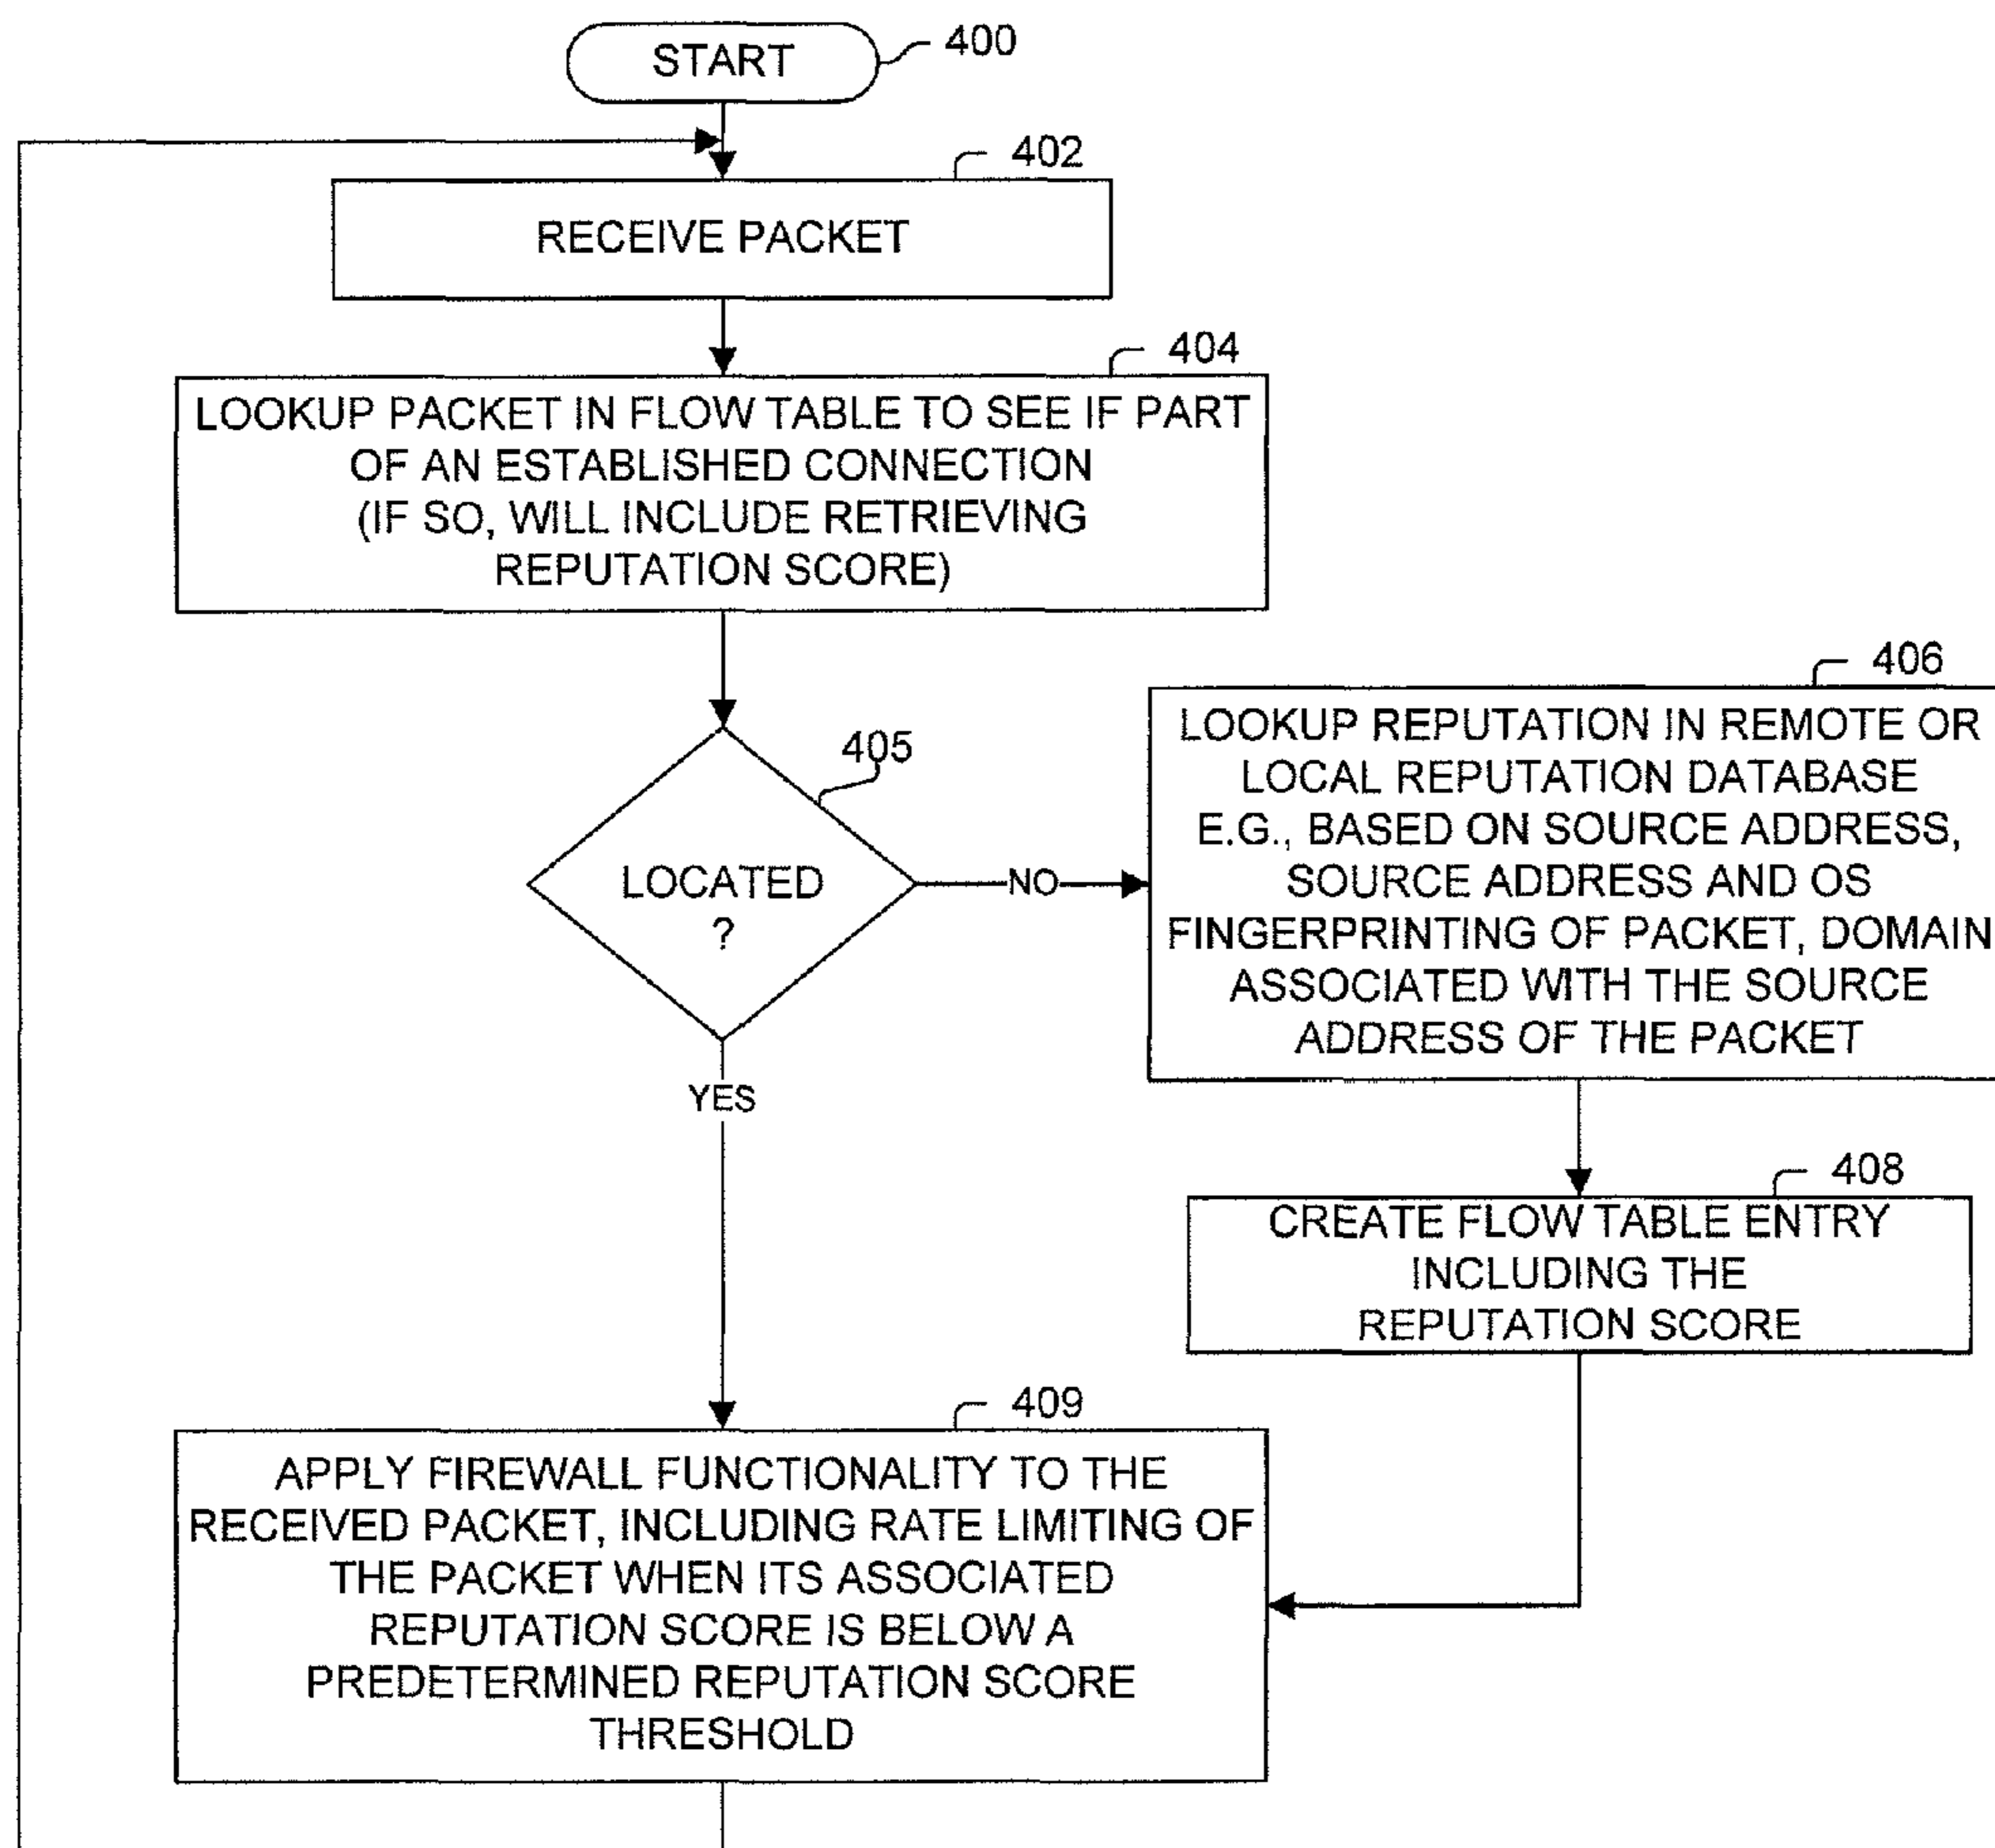 START
400
402
RECEIVE PACKET
404
LOOKUP PACKET IN FLOW TABLE TO SEE IF PART
OF AN ESTABLISHED CONNECTION
(IF SO, WILL INCLUDE RETRIEVING
REPUTATION SCORE)
405
LOCATED
?
NO
YES
406
LOOKUP REPUTATION IN REMOTE OR
LOCAL REPUTATION DATABASE
E.G., BASED ON SOURCE ADDRESS,
SOURCE ADDRESS AND OS
FINGERPRINTING OF PACKET, DOMAIN
ASSOCIATED WITH THE SOURCE
ADDRESS OF THE PACKET
408
CREATE FLOW TABLE ENTRY
INCLUDING THE
REPUTATION SCORE
409
APPLY FIREWALL FUNCTIONALITY TO THE
RECEIVED PACKET, INCLUDING RATE LIMITING OF
THE PACKET WHEN ITS ASSOCIATED
REPUTATION SCORE IS BELOW A
PREDETERMINED REPUTATION SCORE
THRESHOLD